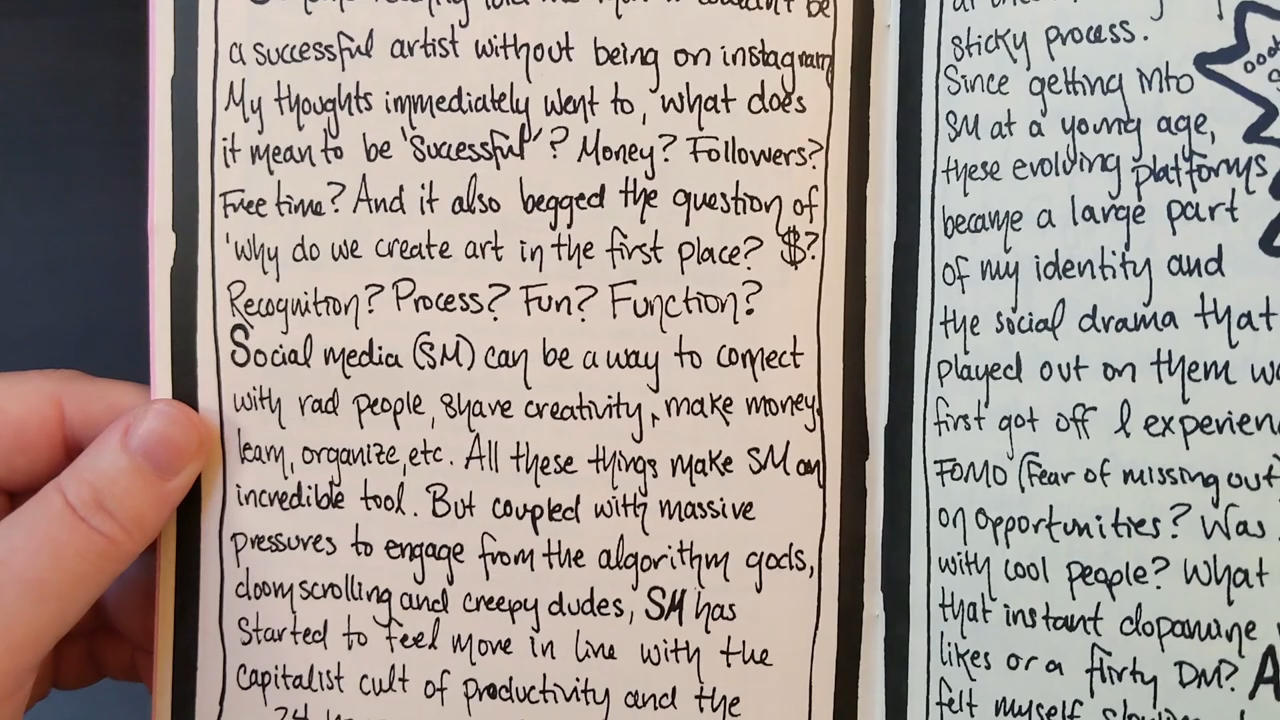 told me that I couldn't be
a successful artist without being on instagram
My thoughts immediately went to, 'what does
it mean to be 'successful'? Money? Followers?
Free time? And it also begged the question of
'why do we create art in the first place? $?
Recognition? Process? Fun? Function?
Social media (SM) can be a way to connect
with rad people, share creativity, make money,
learn, organize, etc. All these things make SM an
incredible tool. But coupled with massive
pressures to engage from the algorithm gods,
doomscrolling and creepy dudes, SM has
started to feel more in line with the
capitalist cult of productivity and the
24
sticky process.
Since getting into
SM at a young age,
these evolving platforms
became a large part
of my identity and
the social drama that
played out on them
first got off I
FOMO (Fear of missing out
on opportunities? Was
with cool people? What
that instant dopamine
likes or a flirty DM?
felt myself